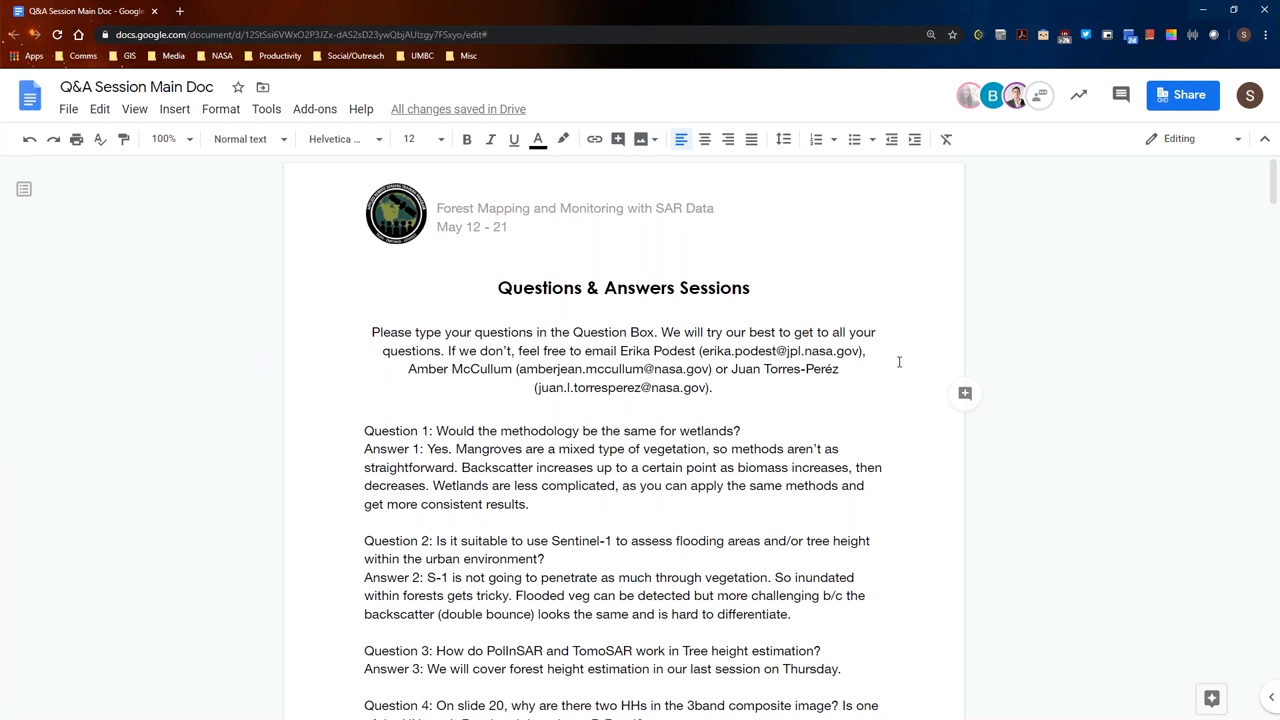 Q&A Session Main Doc - Google
docs.google.com/document/d/12StSsi6VWxO2P3JZx-dAS2sD23ywQbjAUIzgy7FSxyo/edit#
Apps Comms GIS Media NASA Productivity Social/Outreach UMBC Misc
Q&A Session Main Doc
File Edit View Insert Format Tools Add-ons Help All changes saved in Drive
B Share S
100% Normal text Helvetica ... 12 B I U A Editing
Forest Mapping and Monitoring with SAR Data
May 12 - 21
Questions & Answers Sessions
Please type your questions in the Question Box. We will try our best to get to all your
questions. If we don't, feel free to email Erika Podest (erika.podest@jpl.nasa.gov),
Amber McCullum (amberjean.mccullum@nasa.gov) or Juan Torres-Peréz
(juan.l.torresperez@nasa.gov).
Question 1: Would the methodology be the same for wetlands?
Answer 1: Yes. Mangroves are a mixed type of vegetation, so methods aren't as
straightforward. Backscatter increases up to a certain point as biomass increases, then
decreases. Wetlands are less complicated, as you can apply the same methods and
get more consistent results.
Question 2: Is it suitable to use Sentinel-1 to assess flooding areas and/or tree height
within the urban environment?
Answer 2: S-1 is not going to penetrate as much through vegetation. So inundated
within forests gets tricky. Flooded veg can be detected but more challenging b/c the
backscatter (double bounce) looks the same and is hard to differentiate.
Question 3: How do PolInSAR and TomoSAR work in Tree height estimation?
Answer 3: We will cover forest height estimation in our last session on Thursday.
Question 4: On slide 20, why are there two HHs in the 3band composite image? Is one